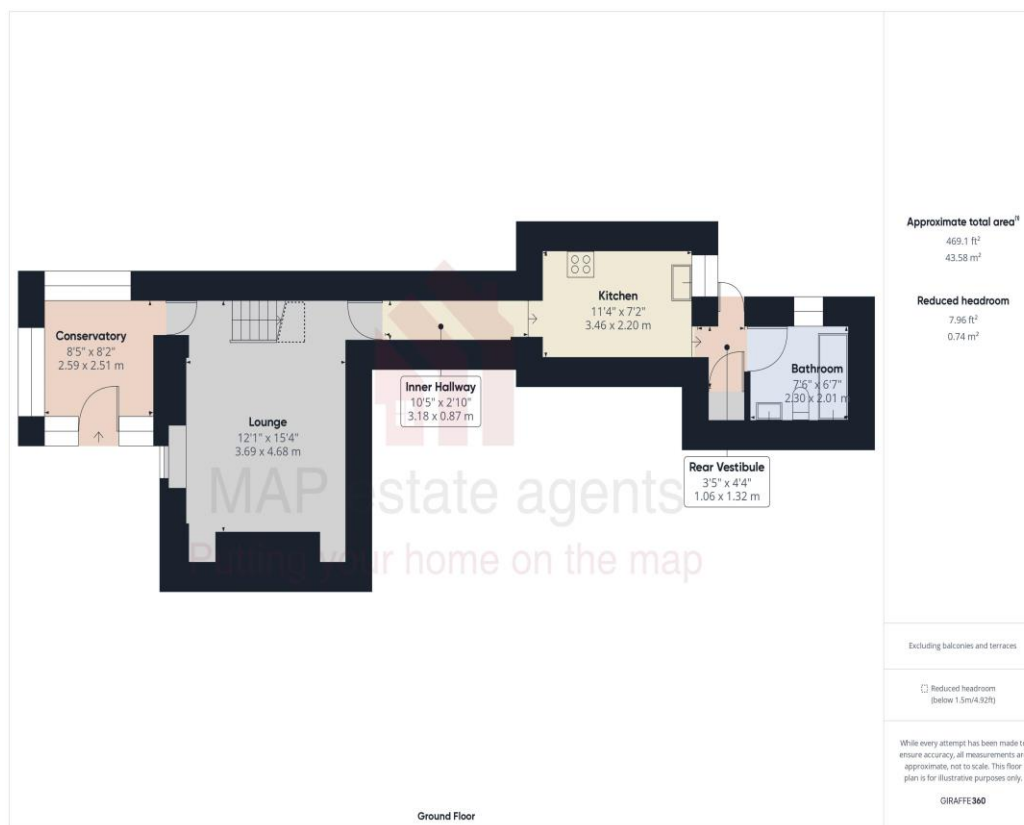 Conservatory
8'5" x 8'2"
2.59 x 2.51 m
Lounge
12'1" x 15'4"
3.69 x 4.68 m
Inner Hallway
10'5" x 2'10"
3.18 x 0.87 m
Kitchen
11'4" x 7'2"
3.46 x 2.20 m
Rear Vestibule
3'5" x 4'4"
1.06 x 1.32 m
Bathroom
7'6" x 6'7"
2.30 x 2.01 m
MAP estate agents
Putting your home on the map
Ground Floor
Approximate total area⁽¹⁾
469.1 ft²
43.58 m²
Reduced headroom
7.96 ft²
0.74 m²
Excluding balconies and terraces
Reduced headroom
(below 1.5m/4.92ft)
While every attempt has been made to
ensure accuracy, all measurements are
approximate, not to scale. This floor
plan is for illustrative purposes only.
GIRAFFE360